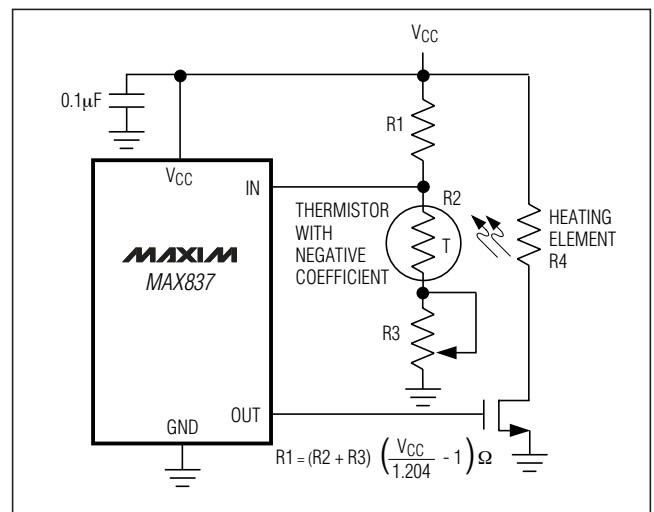 VCC
0.1μF
R1
VCC
IN
R2
THERMISTOR
WITH
NEGATIVE
COEFFICIENT
T
HEATING
ELEMENT
R4
MAXIM
MAX837
R3
OUT
GND
R1 = (R2 + R3) (VCC/1.204 - 1) Ω